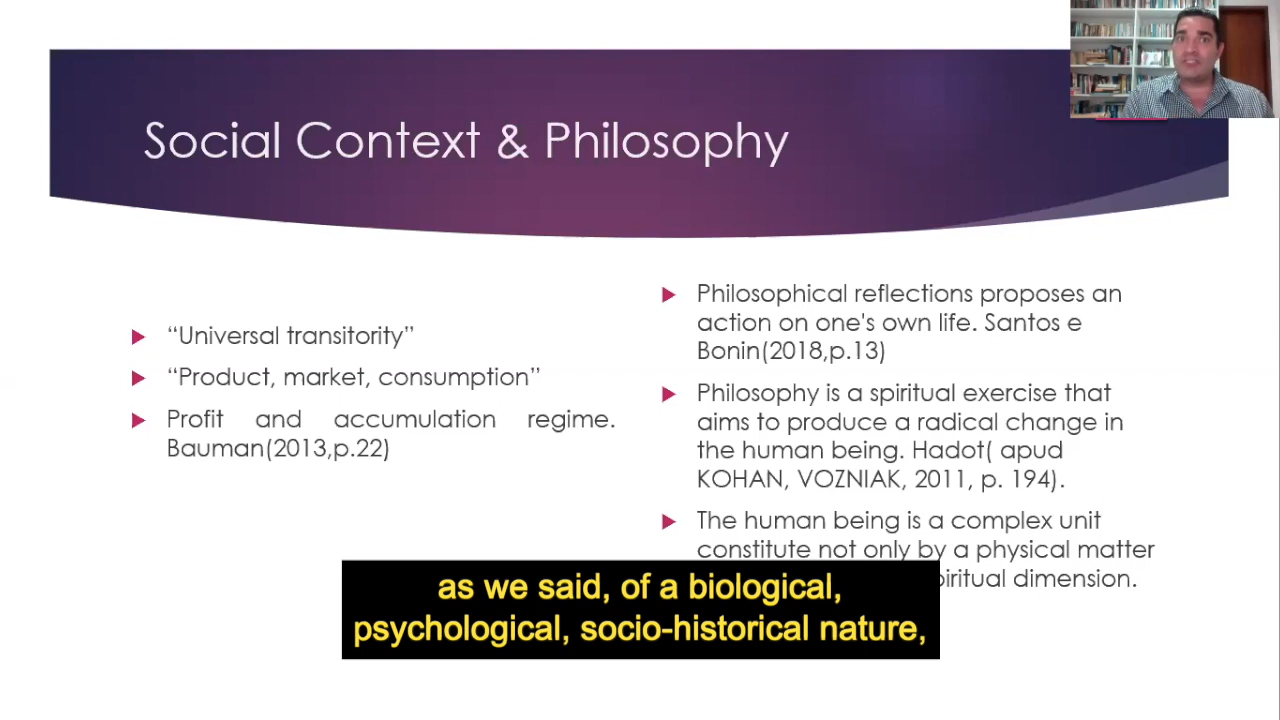 Social Context & Philosophy
“Universal transitority”
“Product, market, consumption”
Profit and accumulation regime.
Bauman(2013,p.22)
Philosophical reflections proposes an
action on one's own life. Santos e
Bonin(2018,p.13)
Philosophy is a spiritual exercise that
aims to produce a radical change in
the human being. Hadot( apud
KOHAN, VOZNIAK, 2011, p. 194).
The human being is a complex unit
constitute not only by a physical matter
dimension.
as we said, of a biological,
psychological, socio-historical nature,